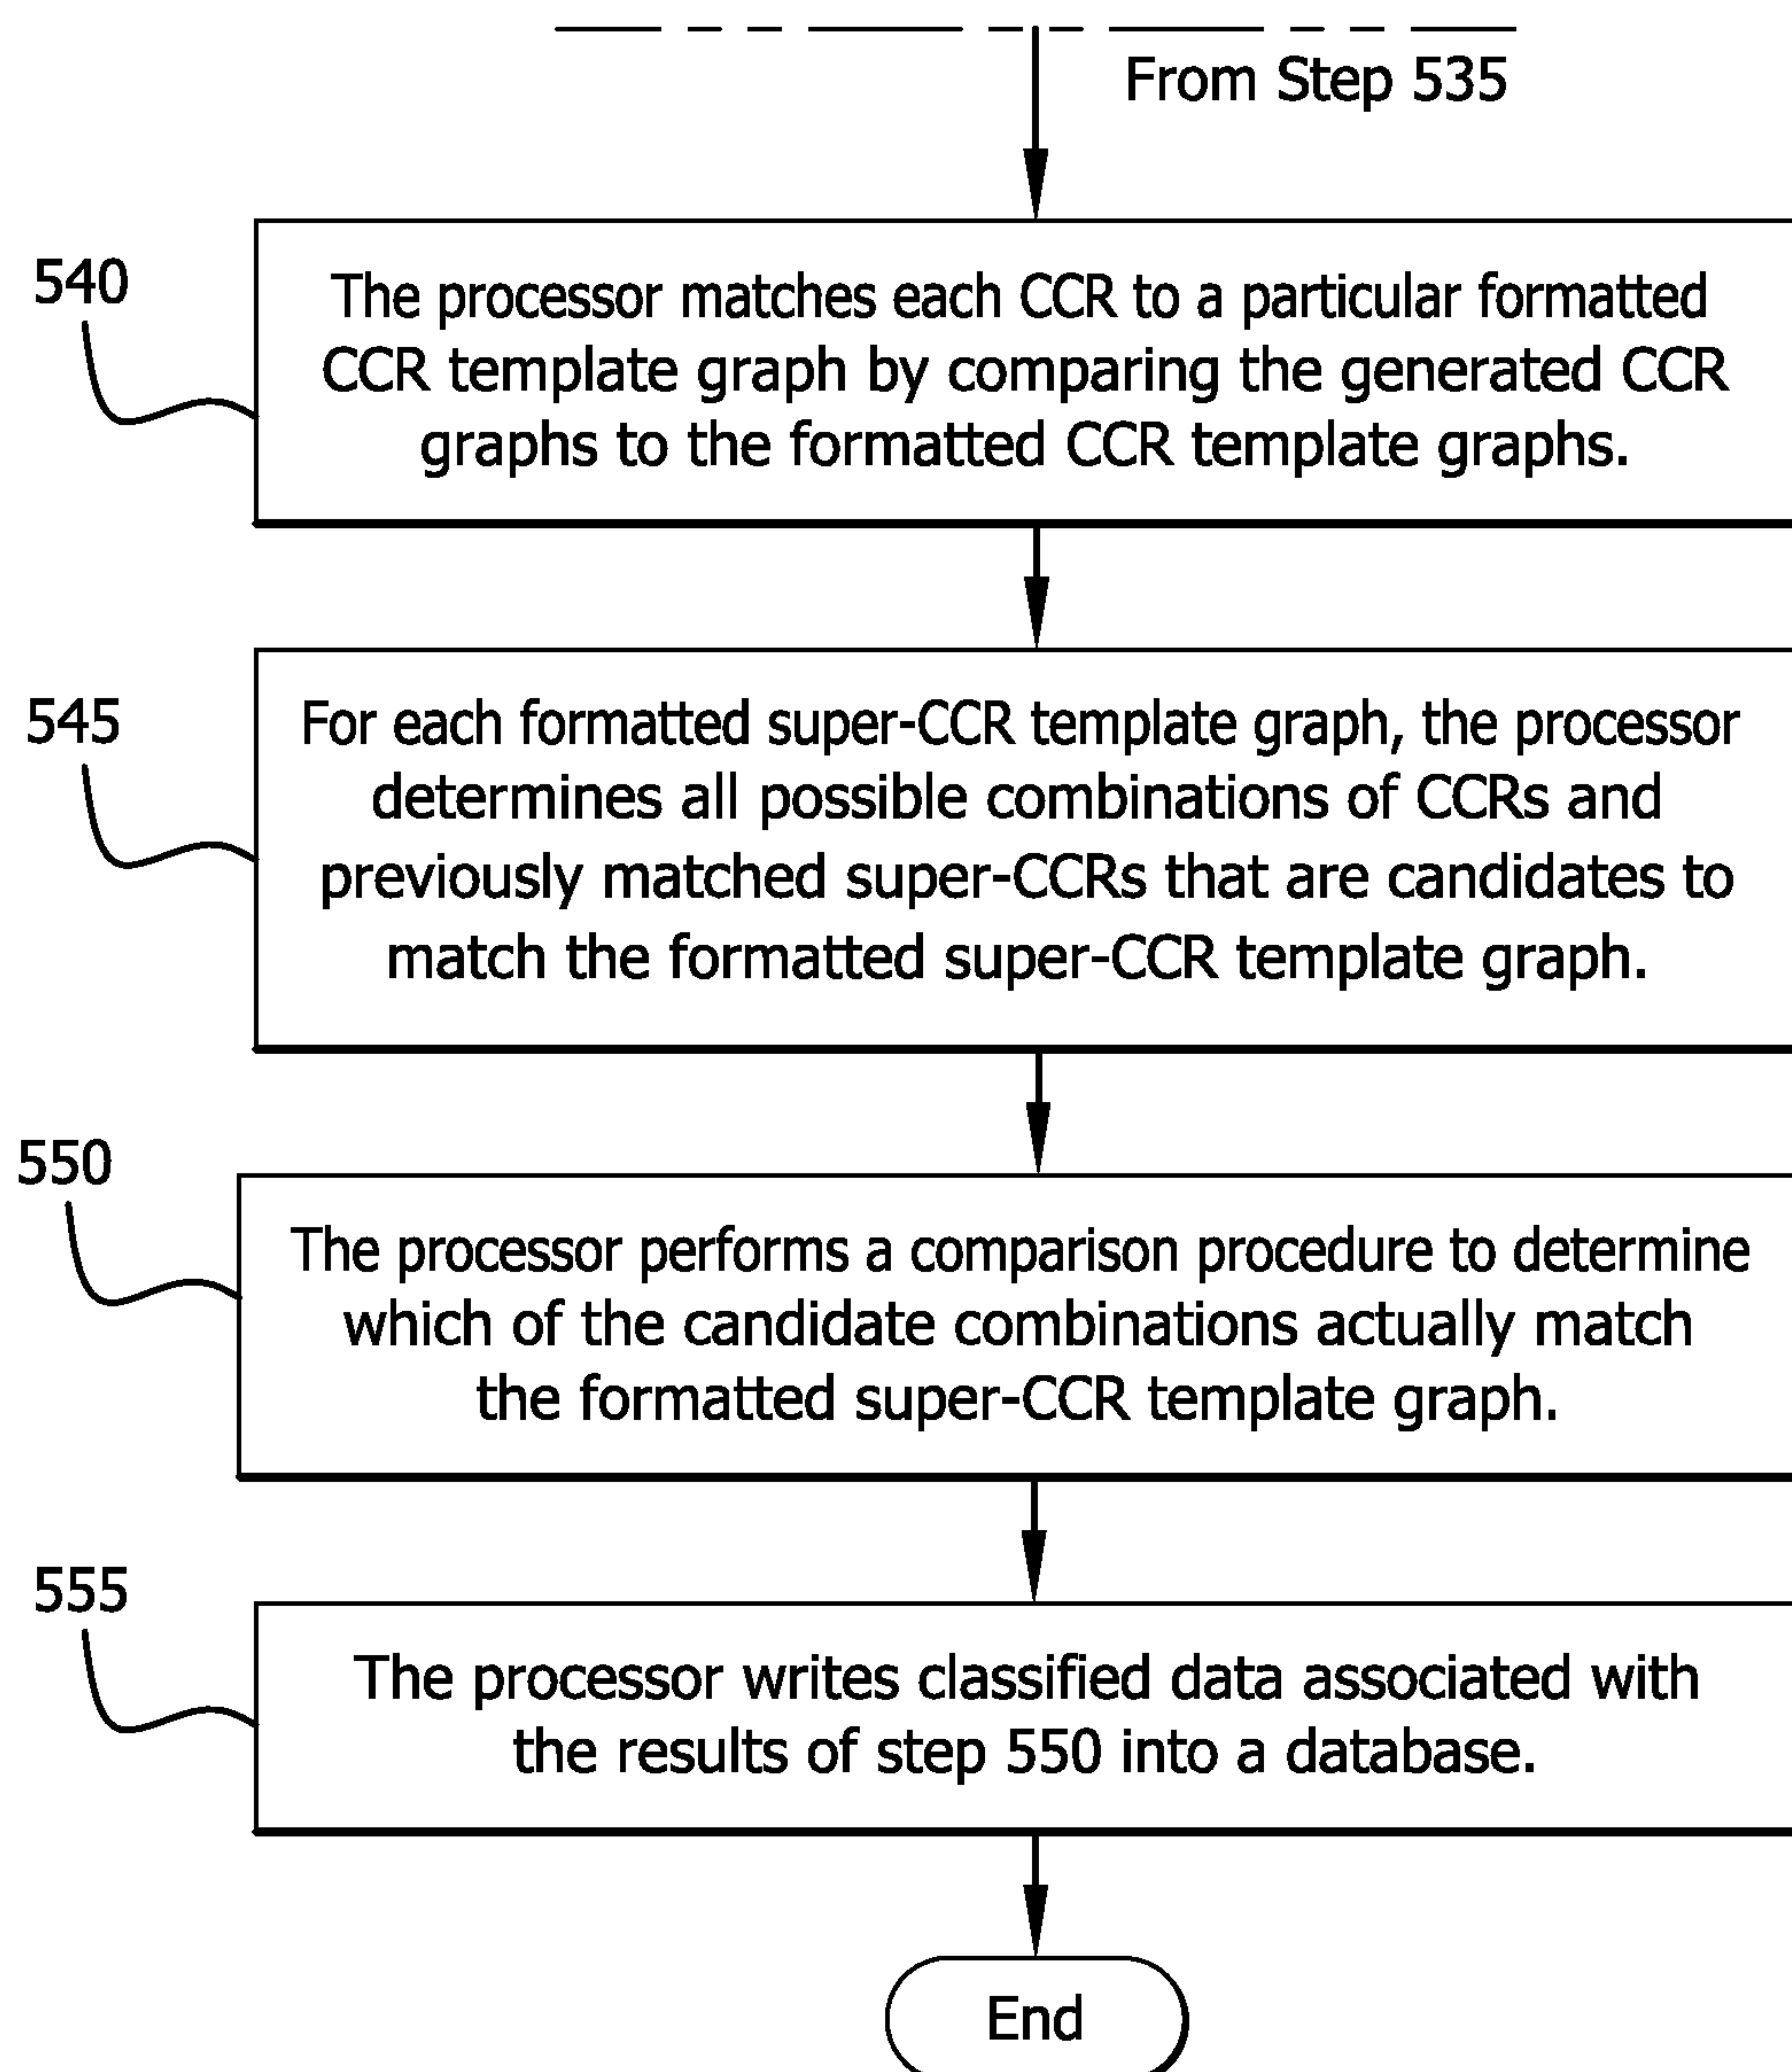 From Step 535
540
The processor matches each CCR to a particular formatted
CCR template graph by comparing the generated CCR
graphs to the formatted CCR template graphs.
545
For each formatted super-CCR template graph, the processor
determines all possible combinations of CCRs and
previously matched super-CCRs that are candidates to
match the formatted super-CCR template graph.
550
The processor performs a comparison procedure to determine
which of the candidate combinations actually match
the formatted super-CCR template graph.
555
The processor writes classified data associated with
the results of step 550 into a database.
End